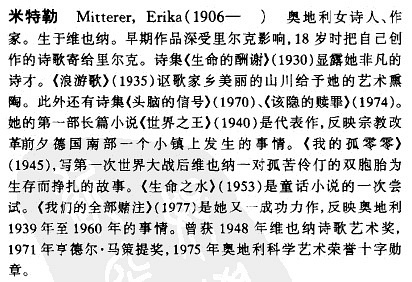 米特勒 Mitterer, Erika(1906— ) 奥地利女诗人、作
家。生于维也纳。早期作品深受里尔克影响,18 岁时把自己创
作的诗歌寄给里尔克。诗集《生命的酬谢》(1930)显露她非凡的
诗才。《浪游歌》(1935)讴歌家乡美丽的山川给予她的艺术熏
陶。此外还有诗集《头脑的信号》(1970)、《该隐的赎罪》(1974)。
她的第一部长篇小说《世界之王》(1940)是代表作,反映宗教改
革前夕德国南部一个小镇上发生的事情。《我的孤零零》
(1945),写第一次世界大战后维也纳一对孤苦伶仃的双胞胎为
生存而挣扎的故事。《生命之水》(1953)是童话小说的一次尝
试。《我们的全部赌注》(1977)是她又一成功力作,反映奥地利
1939 年至 1960 年的事情。曾获 1948 年维也纳诗歌艺术奖,
1971 年亨德尔·马策提奖,1975 年奥地利科学艺术荣誉十字勋
章。